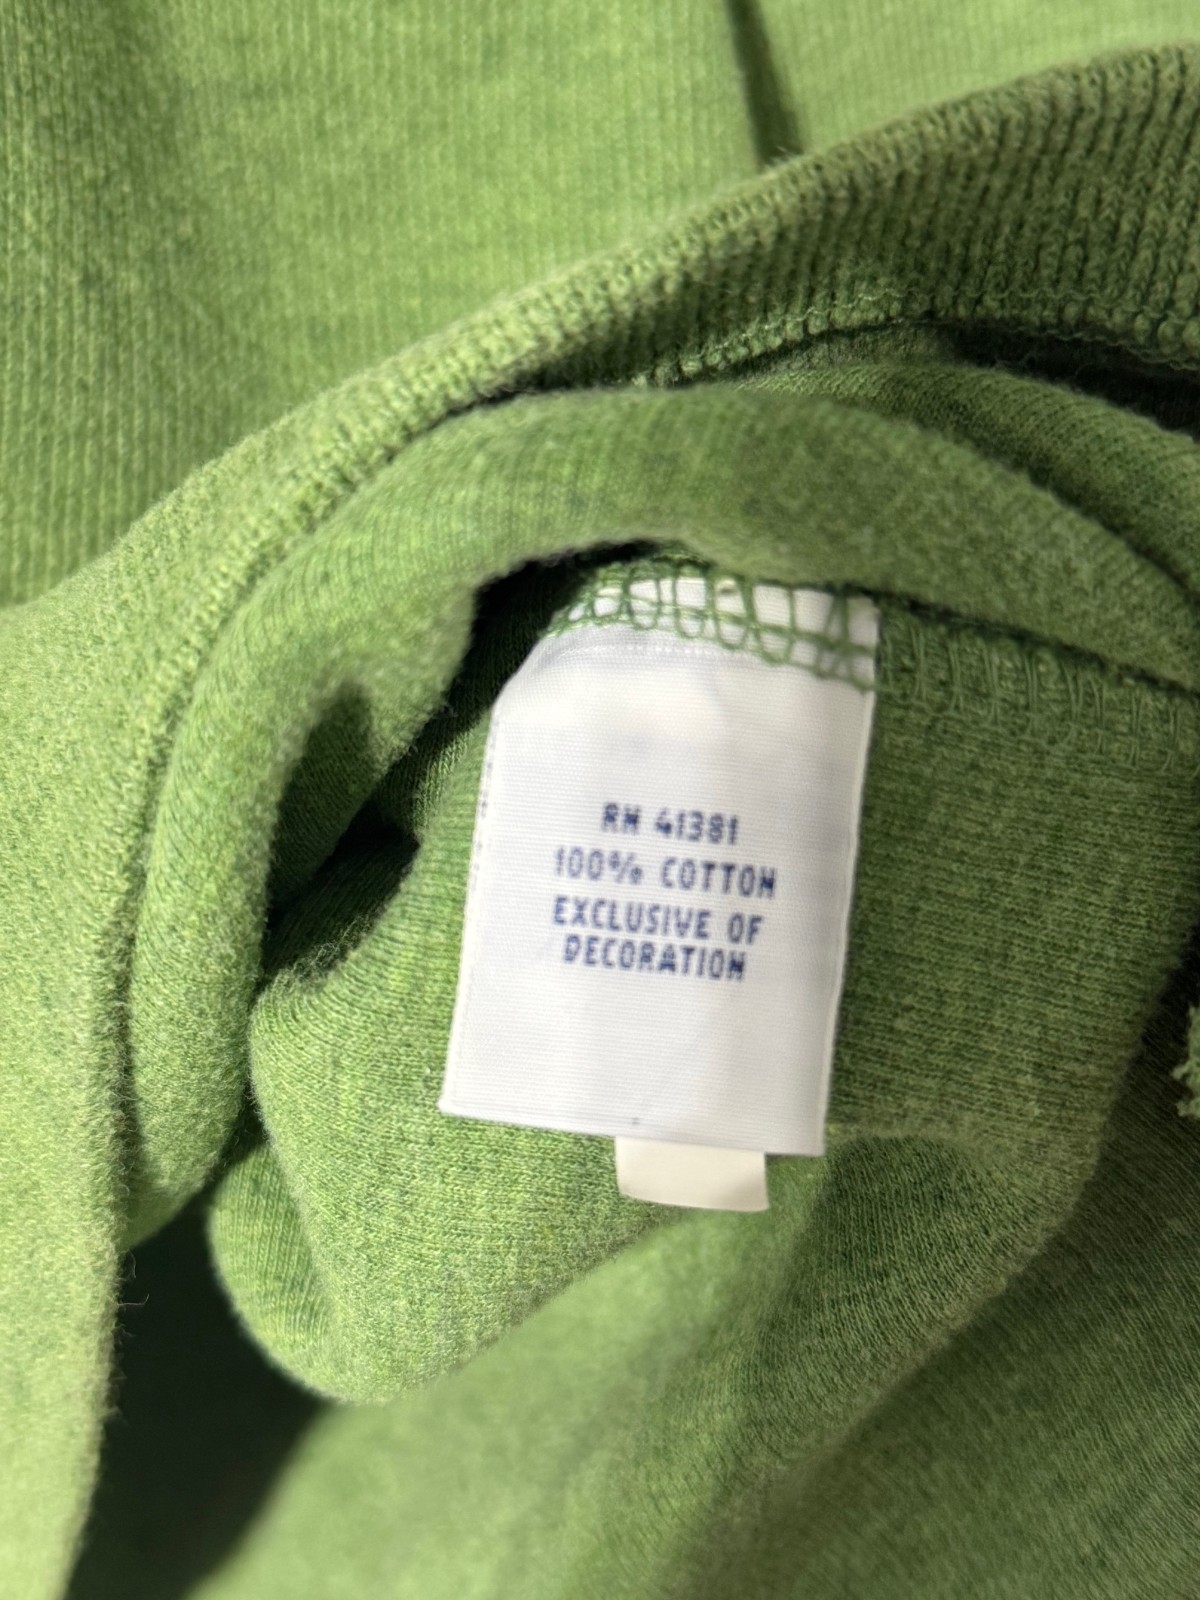 RN 41381
100% COTTON
EXCLUSIVE OF
DECORATION